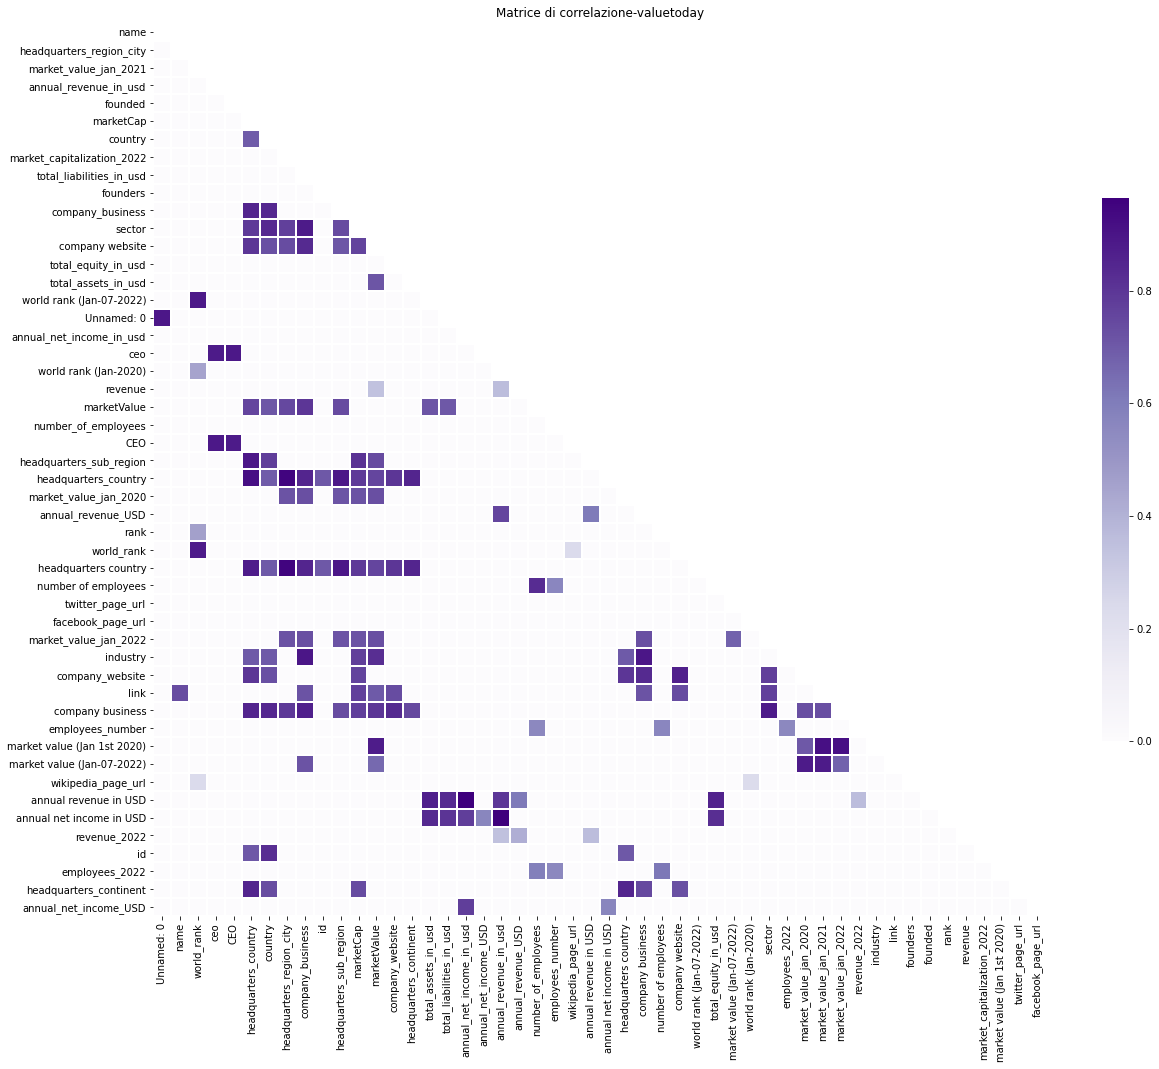 Matrice di correlazione-valuetoday
name
headquarters_region_city
market_value_jan_2021
annual_revenue_in_usd
founded
marketCap
country
market_capitalization_2022
total_liabilities_in_usd
founders
company_business
sector
company website
total_equity_in_usd
total_assets_in_usd
world rank (Jan-07-2022)
Unnamed: 0
annual_net_income_in_usd
ceo
world rank (Jan-2020)
revenue
marketValue
number_of_employees
CEO
headquarters_sub_region
headquarters_country
market_value_jan_2020
annual_revenue_USD
rank
world_rank
headquarters country
number of employees
twitter_page_url
facebook_page_url
market_value_jan_2022
industry
company_website
link
company business
employees_number
market value (Jan 1st 2020)
market value (Jan-07-2022)
wikipedia_page_url
annual revenue in USD
annual net income in USD
revenue_2022
id
employees_2022
headquarters_continent
annual_net_income_USD
0.8
0.6
0.4
0.2
0.0
Unnamed: 0
name
world_rank
ceo
CEO
headquarters_country
country
headquarters_region_city
company_business
id
headquarters_sub_region
marketCap
marketValue
company_website
headquarters_continent
total_assets_in_usd
total_liabilities_in_usd
annual_net_income_in_usd
annual_net_income_USD
annual_revenue_in_usd
annual_revenue_USD
number_of_employees
employees_number
wikipedia_page_url
annual revenue in USD
annual net income in USD
headquarters country
company business
number of employees
company website
world rank (Jan-07-2022)
total_equity_in_usd
market value (Jan-07-2022)
world rank (Jan-2020)
sector
employees_2022
market_value_jan_2020
market_value_jan_2021
market_value_jan_2022
revenue_2022
industry
link
founders
founded
rank
revenue
market_capitalization_2022
market value (Jan 1st 2020)
twitter_page_url
facebook_page_url